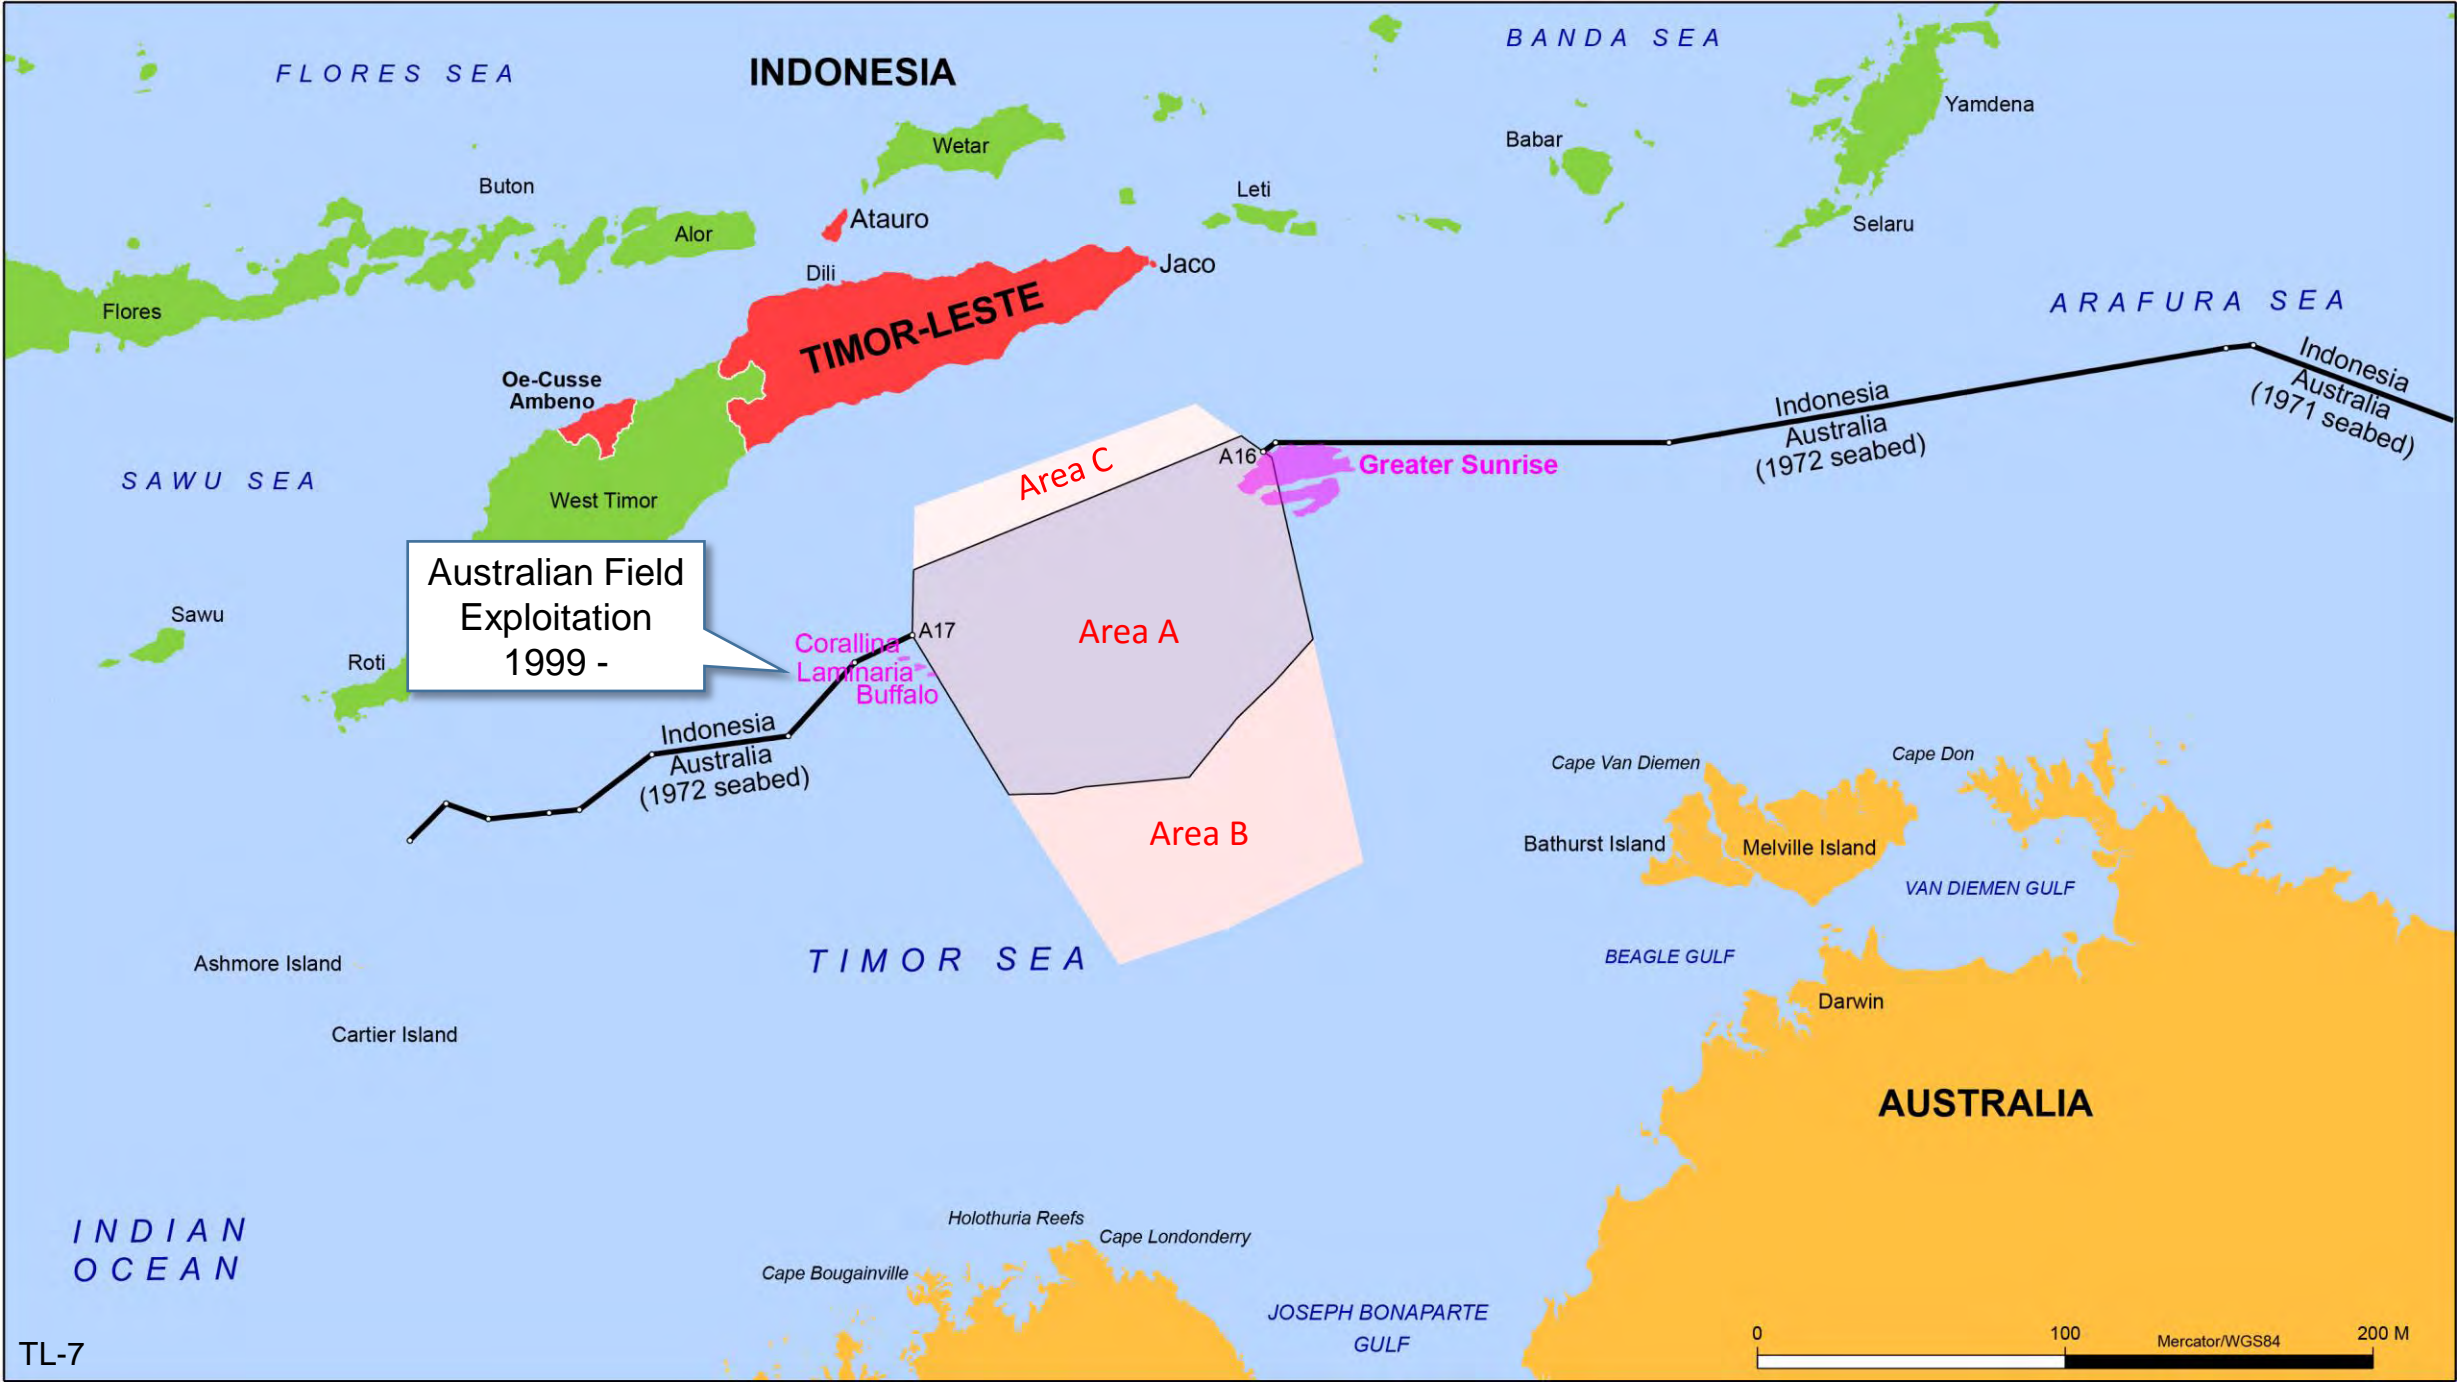 BANDA SEA
FLORES SEA
INDONESIA
Yamdena
Babar
Wetar
Buton
Leti
Atauro
Selaru
Alor
Jaco
Dili
Flores
TIMOR-LESTE
ARAFURA SEA
Indonesia
Australia
(1971 seabed)
Oe-Cusse
Ambeno
Indonesia
Australia
(1972 seabed)
SAWU SEA
West Timor
Area C
A16
Greater Sunrise
Australian Field
Exploitation
1999 -
Sawu
Roti
Corallina
A17
Area A
Laminaria
Buffalo
Indonesia
Australia
(1972 seabed)
Cape Van Diemen
Cape Don
Area B
Bathurst Island
Melville Island
VAN DIEMEN GULF
TIMOR SEA
BEAGLE GULF
Ashmore Island
Darwin
Cartier Island
AUSTRALIA
INDIAN
OCEAN
Holothuria Reefs
Cape Londonderry
Cape Bougainville
JOSEPH BONAPARTE
GULF
0 100 200 M
Mercator/WGS84
TL-7